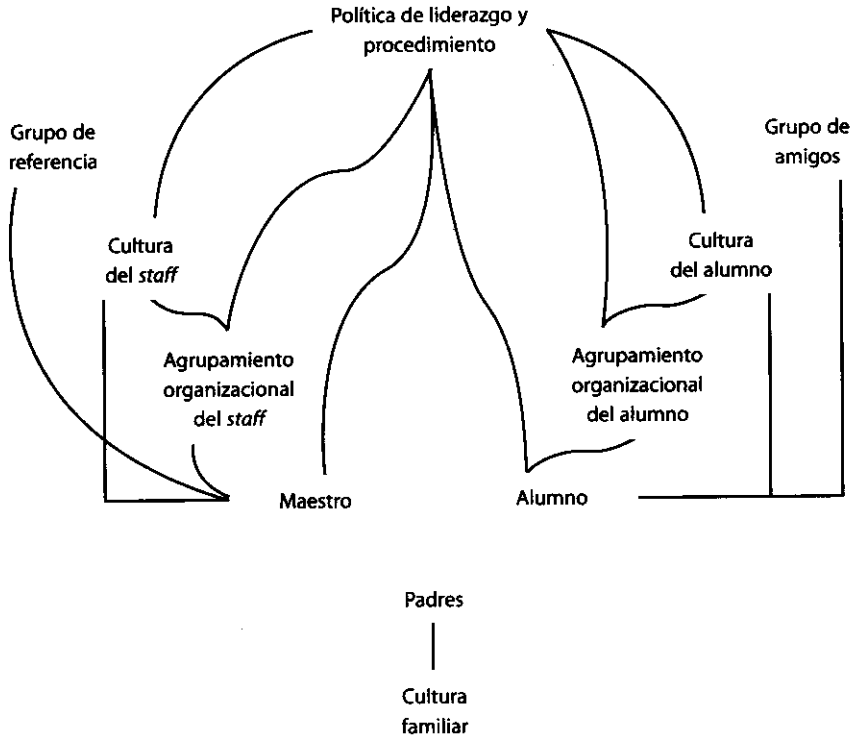 Política de liderazgo y
procedimiento
Grupo de
referencia
Grupo de
amigos
Cultura
del staff
Cultura
del alumno
Agrupamiento
organizacional
del staff
Agrupamiento
organizacional
del alumno
Maestro
Alumno
Padres
Cultura
familiar